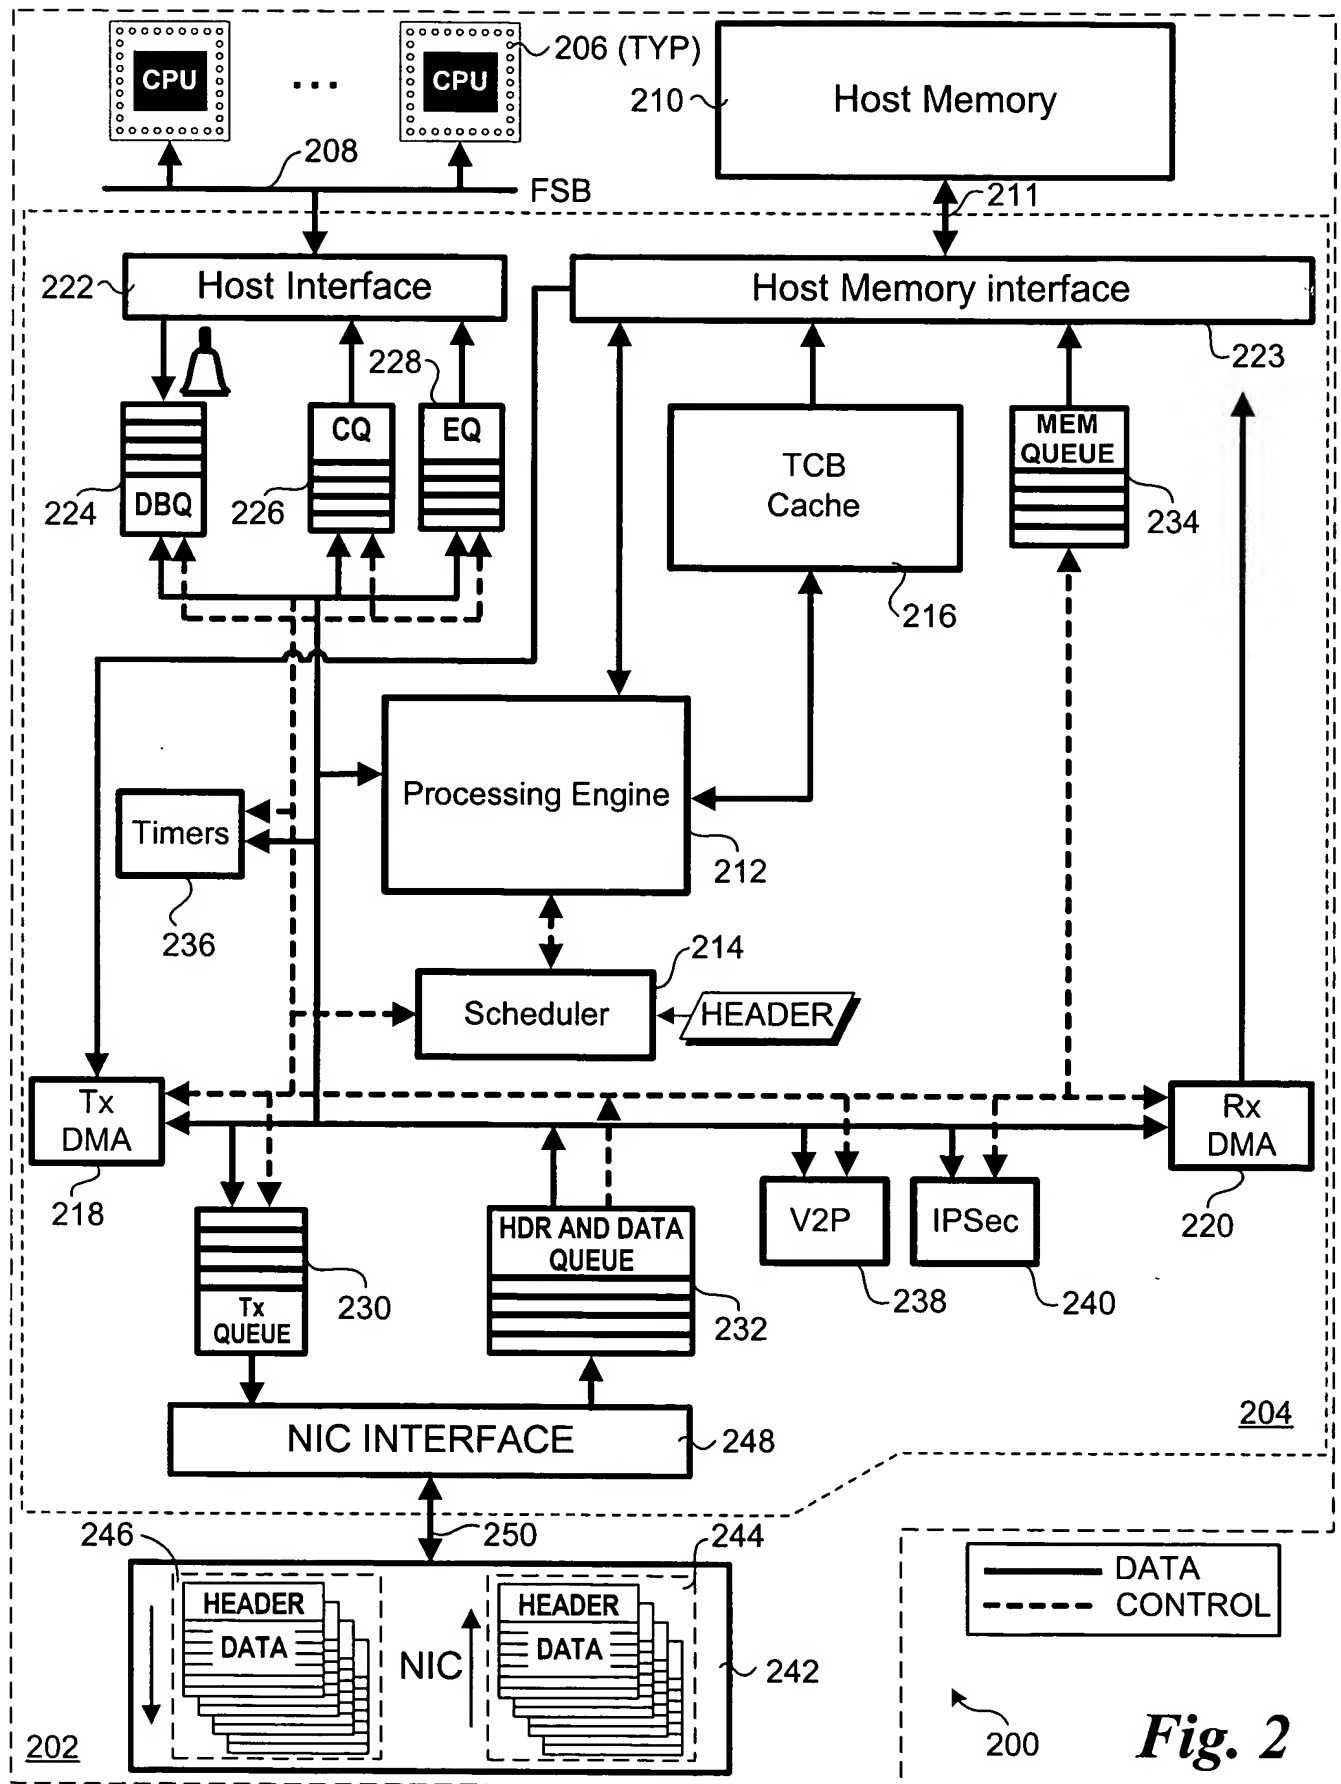 CPU
...
CPU
206 (TYP)
210
Host Memory
208
FSB
211
222
Host Interface
Host Memory interface
223
228
CQ
EQ
MEM
QUEUE
TCB
Cache
224
DBQ
226
234
216
Processing Engine
Timers
212
236
214
Scheduler
HEADER
Tx
DMA
Rx
DMA
218
220
V2P
IPSec
HDR AND DATA
QUEUE
230
Tx
QUEUE
232
238
240
NIC INTERFACE
248
204
250
246
244
HEADER
DATA
NIC
HEADER
DATA
242
DATA
CONTROL
202
200
Fig. 2